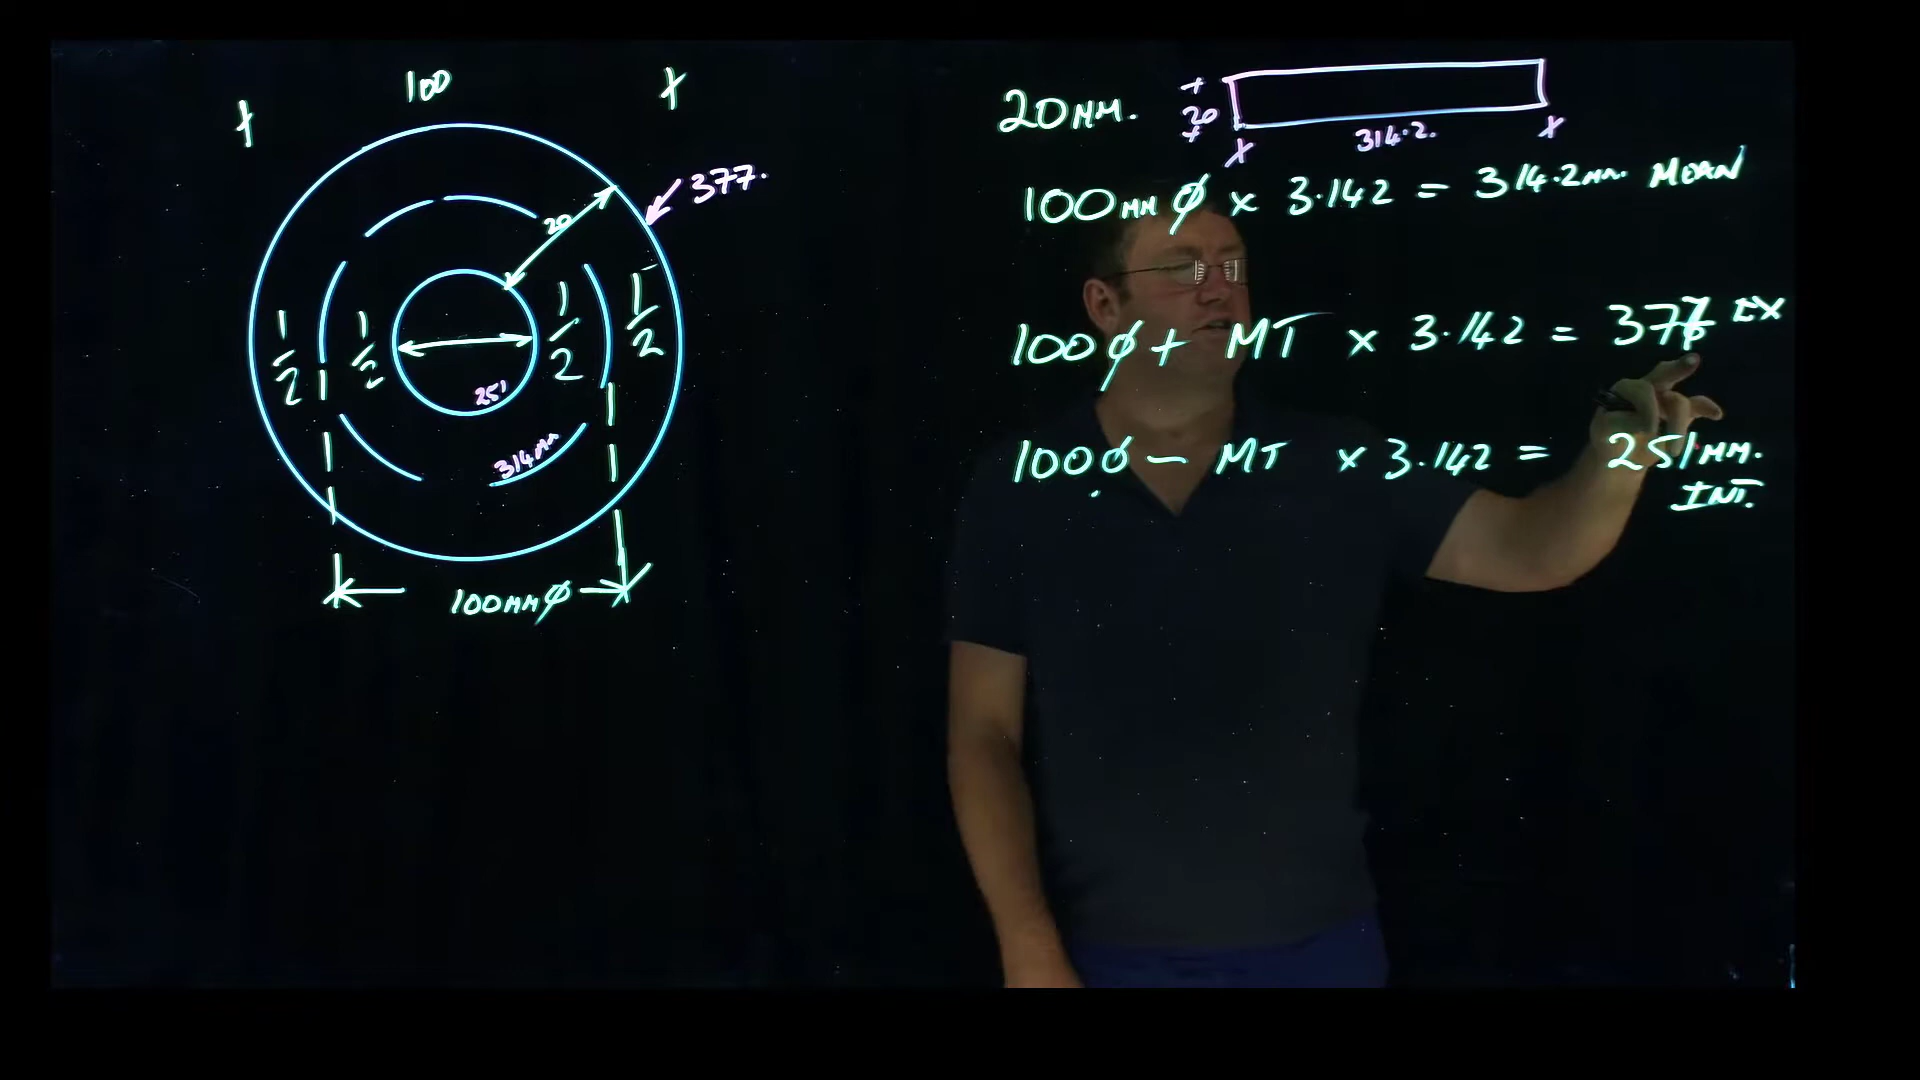 100
377.
20
1/2
1/2
1/2
1/2
251
314mm
100MMφ
20MM.
20
314.2.
100MM φ x 3.142 = 314.2MM. MEAN
100φ + MT x 3.142 = 377 EX
100φ - MT x 3.142 = 251MM.
INT.